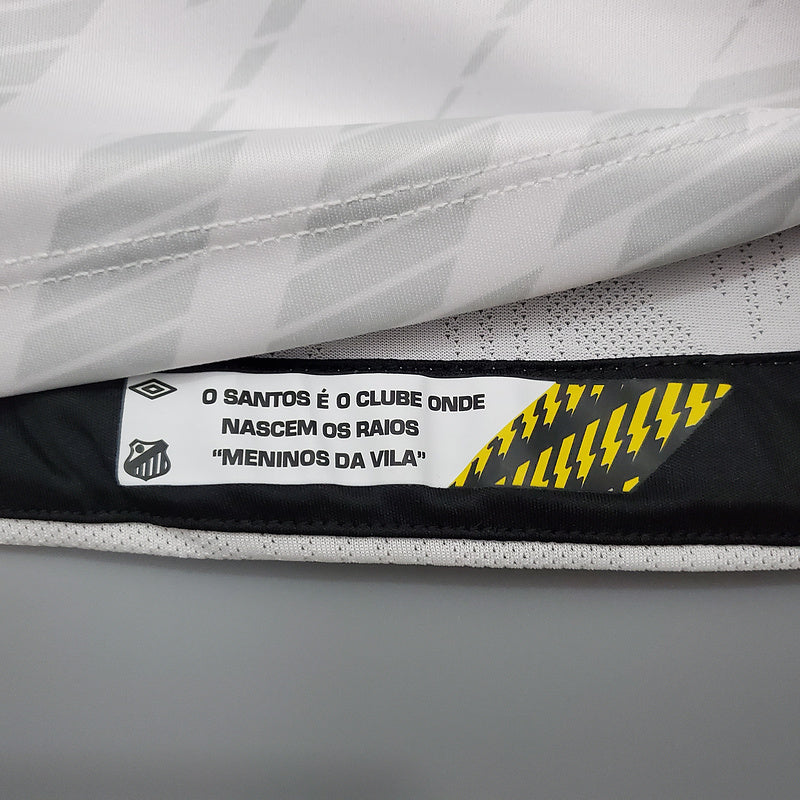 O SANTOS É O CLUBE ONDE
NASCEM OS RAIOS
“MENINOS DA VILA”